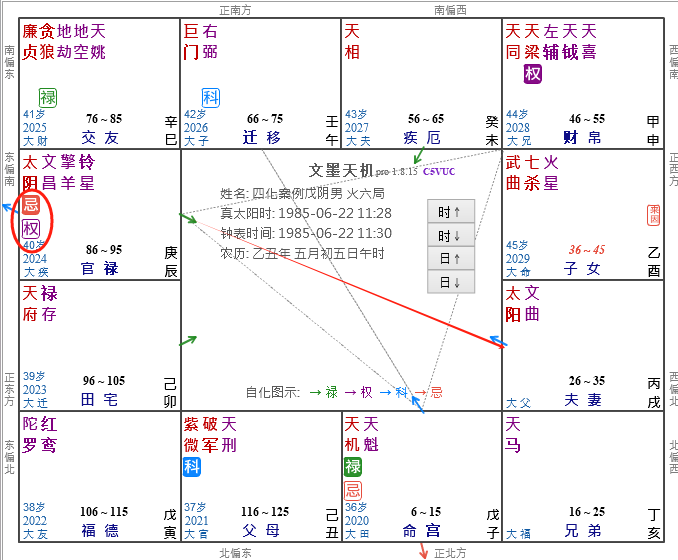 正南方
南偏西
南偏东
廉贪地地天
贞狼劫空姚
禄
41岁
2025
大财
76~85
交友
辛
巳
巨右
门弼
科
42岁
2026
大子
66~75
迁移
壬
午
天
相
43岁
2027
大夫
56~65
疾厄
癸
未
天天左天天
同梁辅钺喜
权
44岁
2028
大兄
46~55
财帛
甲
申
西偏南
东偏南
太文擎铃
阴昌羊星
忌
权
40岁
2024
大疾
86~95
官禄
庚
辰
文墨天机 pro 1.8.15 C5VUC
姓名: 四化案例戊阴男 火六局
真太阳时: 1985-06-22 11:28
钟表时间: 1985-06-22 11:30
农历: 乙丑年 五月初五日午时
时↑
时↓
日↑
日↓
武七火
曲杀星
来因
45岁
2029
大命
36~45
子女
乙
酉
正西方
天禄
府存
39岁
2023
大迁
96~105
田宅
己
卯
正东方
太文
阳曲
大父
26~35
夫妻
丙
戌
西偏北
自化图示: →禄 →权 →科 →忌
陀红
罗鸾
38岁
2022
大友
106~115
福德
戊
寅
东偏北
紫破天
微军刑
科
37岁
2021
大官
116~125
父母
己
丑
天天
机魁
禄
忌
36岁
2020
大田
6~15
命宫
戊
子
天
马
大福
16~25
兄弟
丁
亥
北偏西
北偏东
正北方